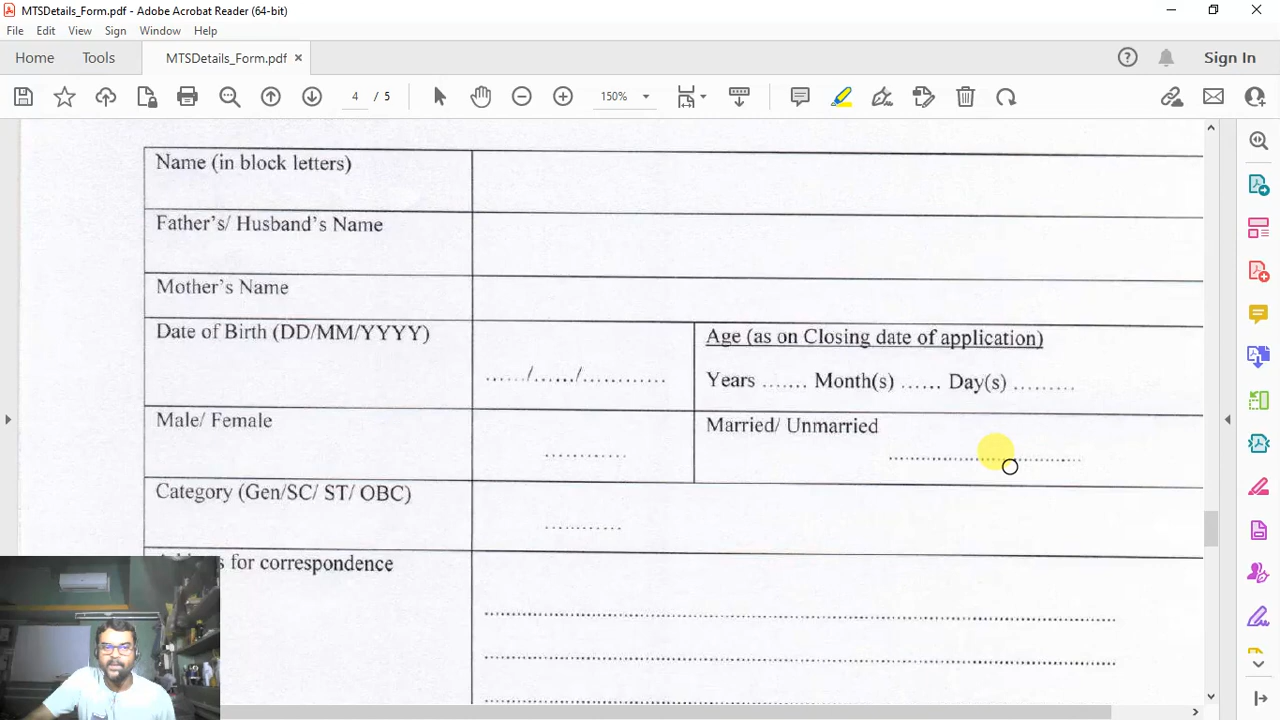 MTSDetails_Form.pdf - Adobe Acrobat Reader (64-bit)
File Edit View Sign Window Help
Home Tools MTSDetails_Form.pdf × Sign In
4 / 5 150%
Name (in block letters)
Father's/ Husband's Name
Mother's Name
Date of Birth (DD/MM/YYYY) ....../....../............ Age (as on Closing date of application)
Years ....... Month(s) ...... Day(s) .........
Male/ Female ........... Married/ Unmarried
Category (Gen/SC/ ST/ OBC) ..........
for correspondence